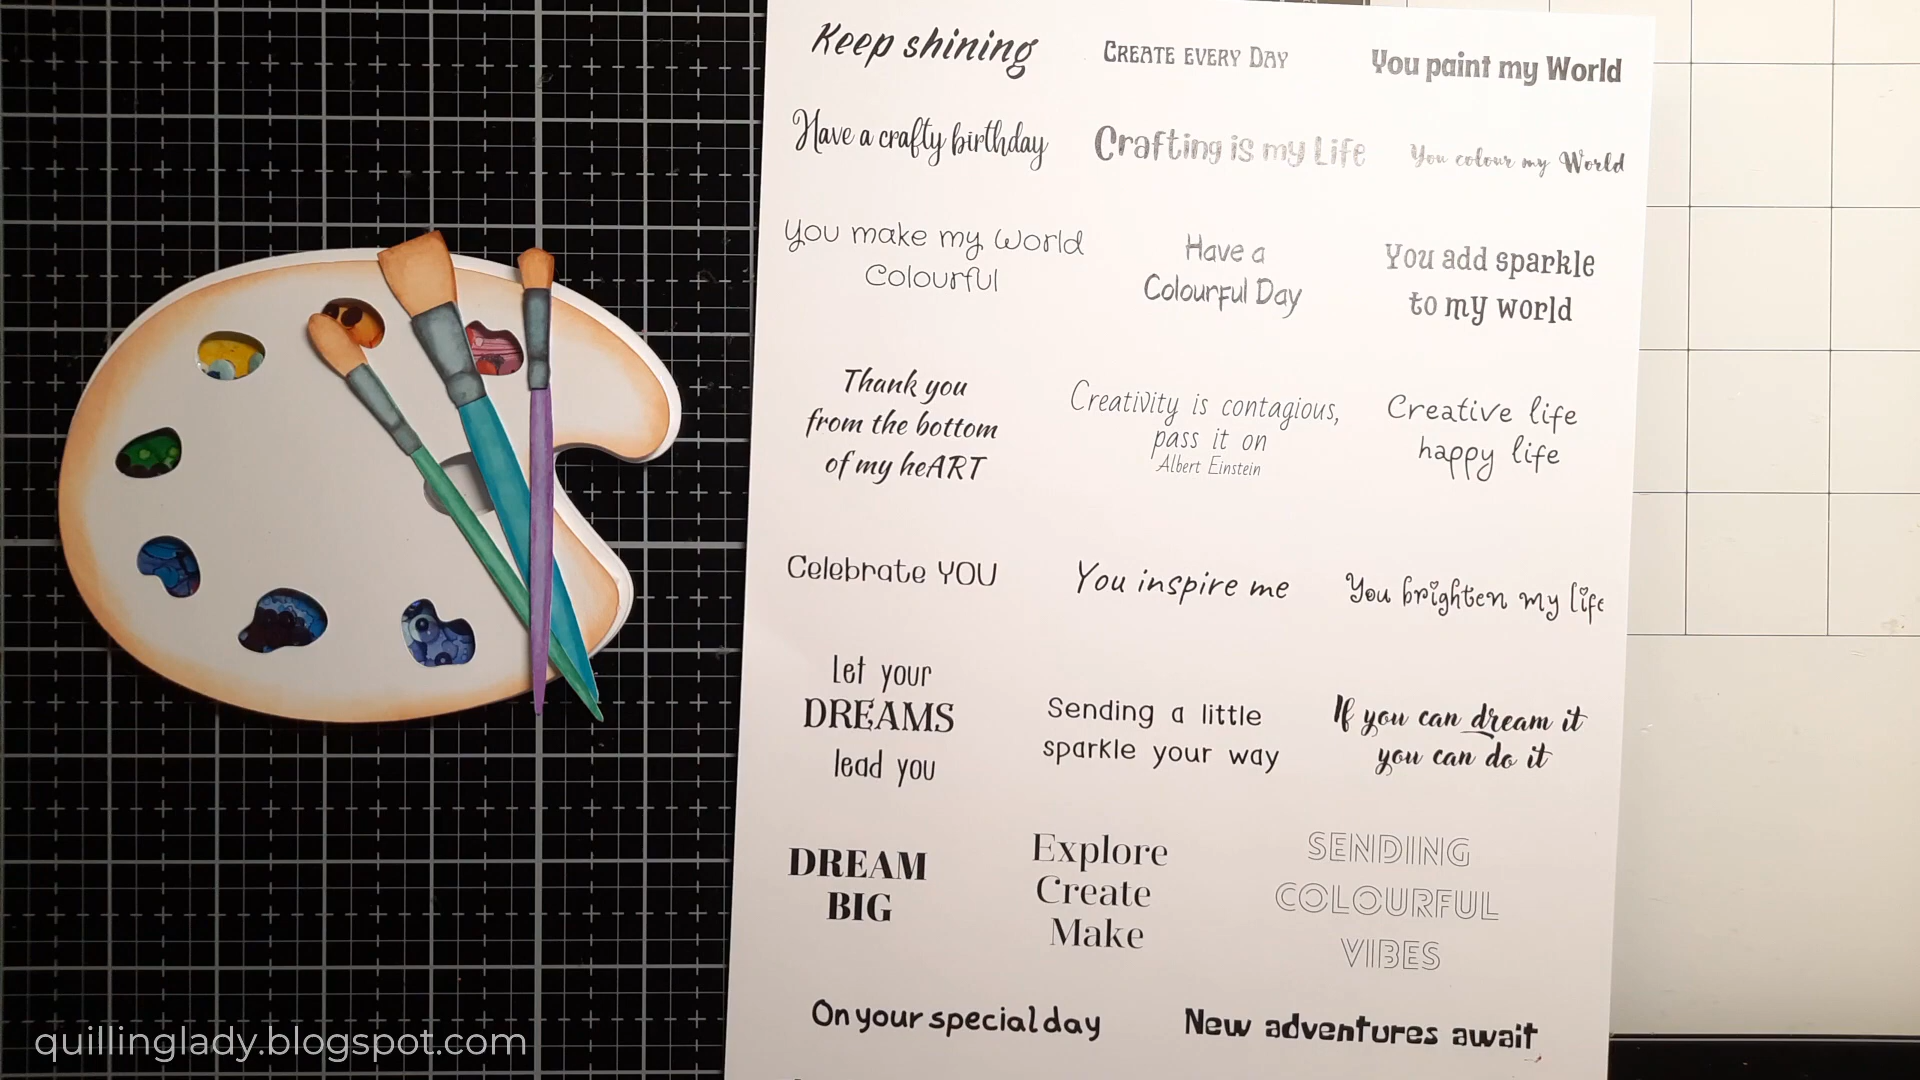 Keep shining
CREATE EVERY DAY
You paint my World
Have a crafty birthday
Crafting is my Life
You colour my World
You make my World
Colourful
Have a
Colourful Day
You add sparkle
to my world
Thank you
from the bottom
of my heART
Creativity is contagious,
pass it on
Albert Einstein
Creative life
happy life
Celebrate YOU
You inspire me
You brighten my life
let your
DREAMS
lead you
Sending a little
sparkle your way
If you can dream it
you can do it
DREAM
BIG
Explore
Create
Make
SENDING
COLOURFUL
VIBES
On your special day
New adventures await
quillinglady.blogspot.com